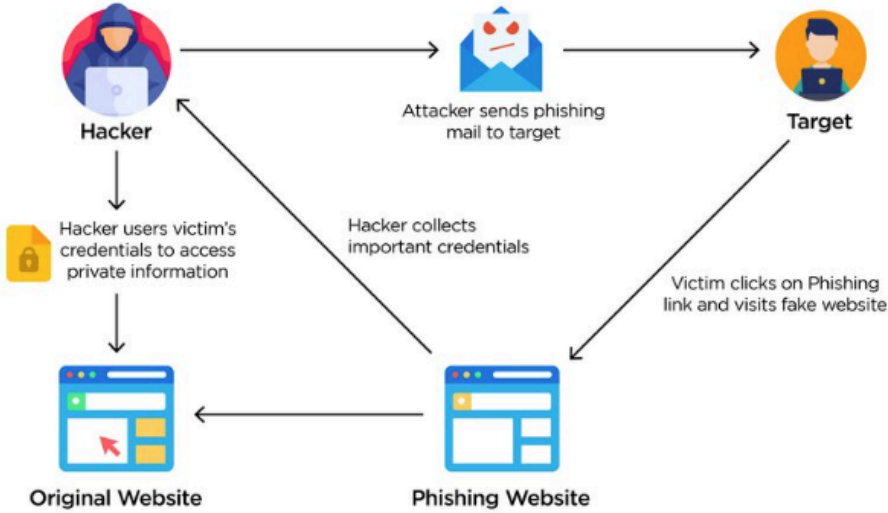 Hacker
Attacker sends phishing
mail to target
Target
Hacker users victim's
credentials to access
private information
Hacker collects
important credentials
Victim clicks on Phishing
link and visits fake website
Original Website
Phishing Website